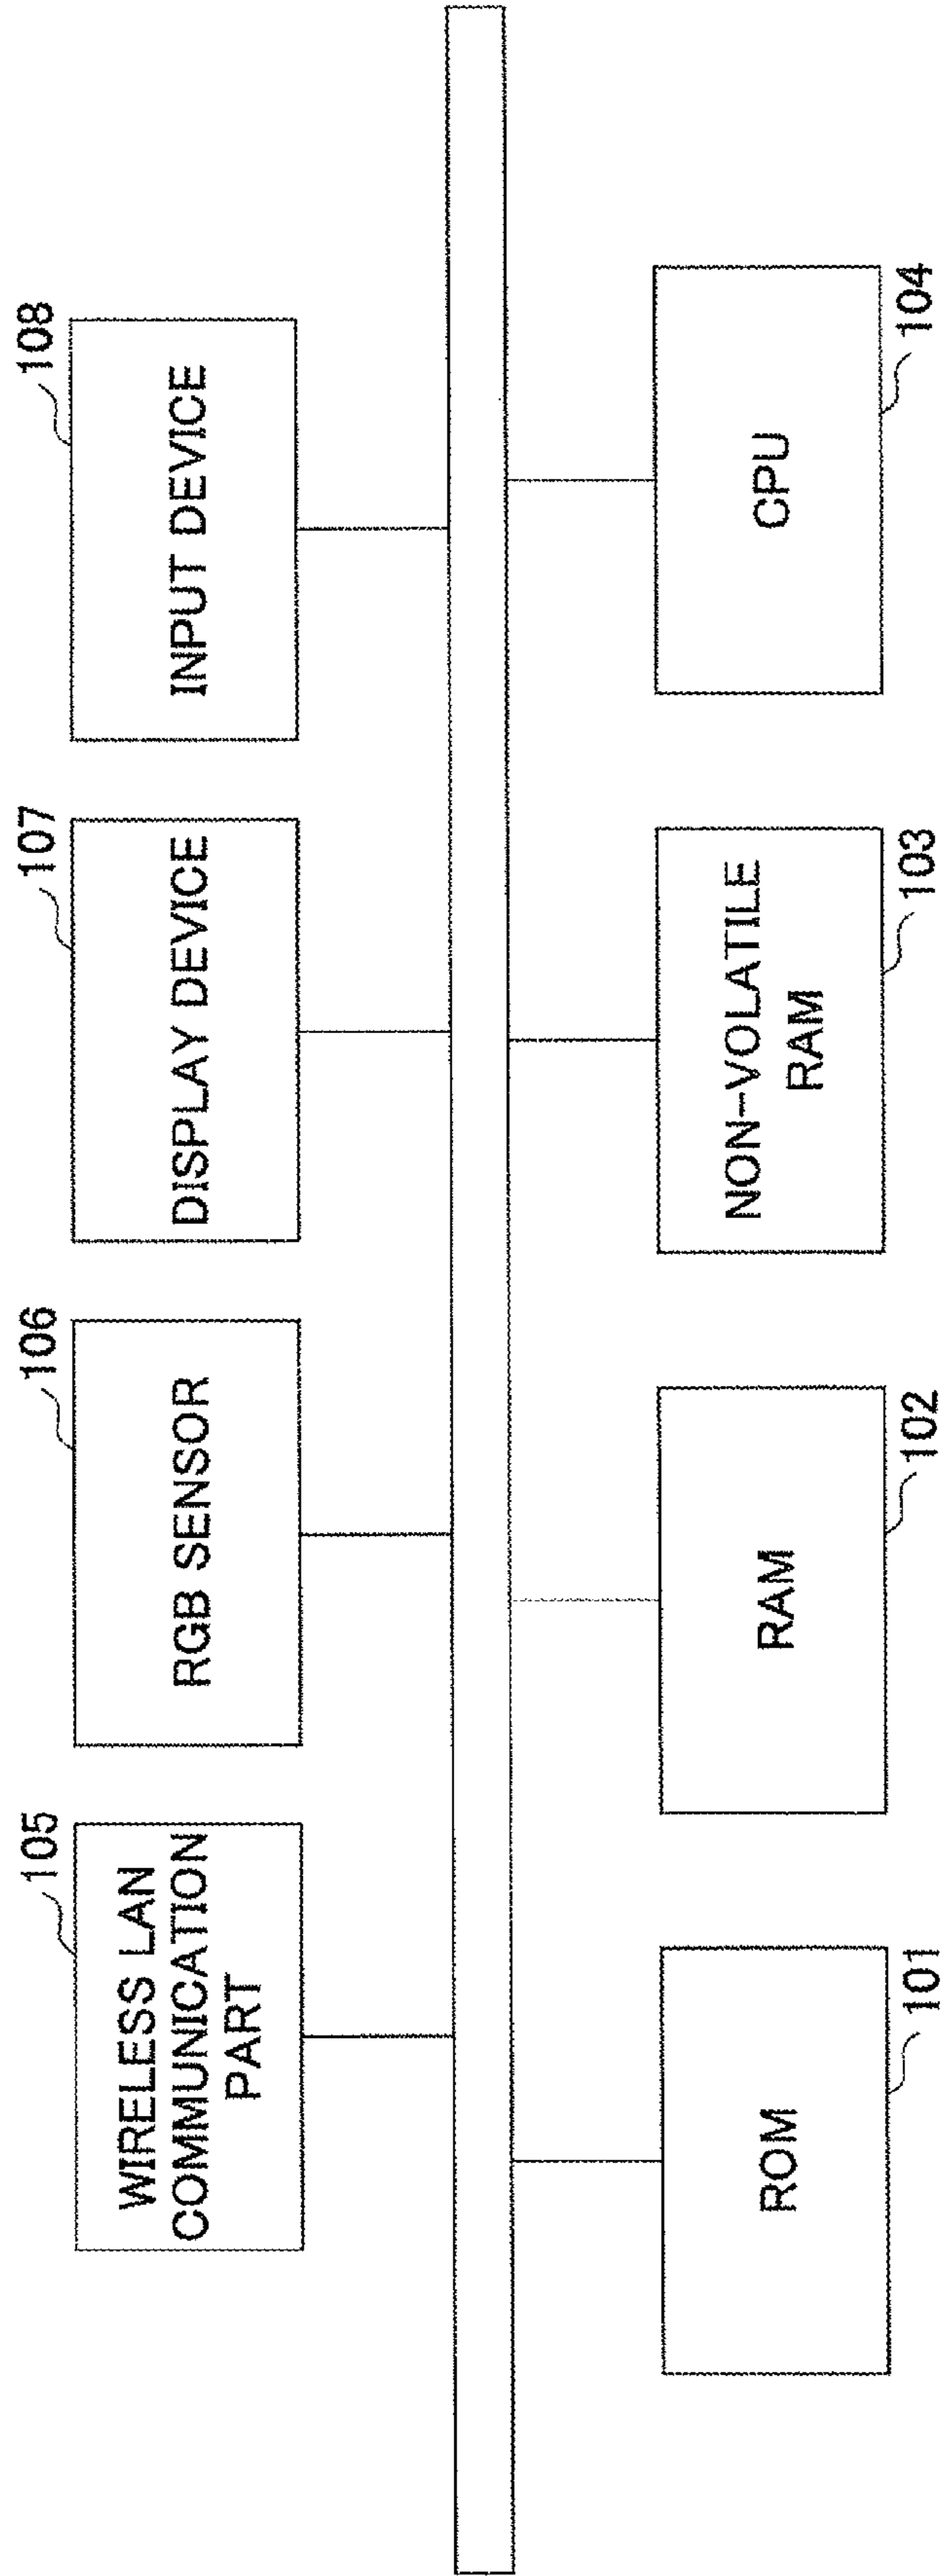 105
WIRELESS LAN
COMMUNICATION
PART
106
RGB SENSOR
107
DISPLAY DEVICE
108
INPUT DEVICE
ROM
101
RAM
102
NON-VOLATILE
RAM
103
CPU
104